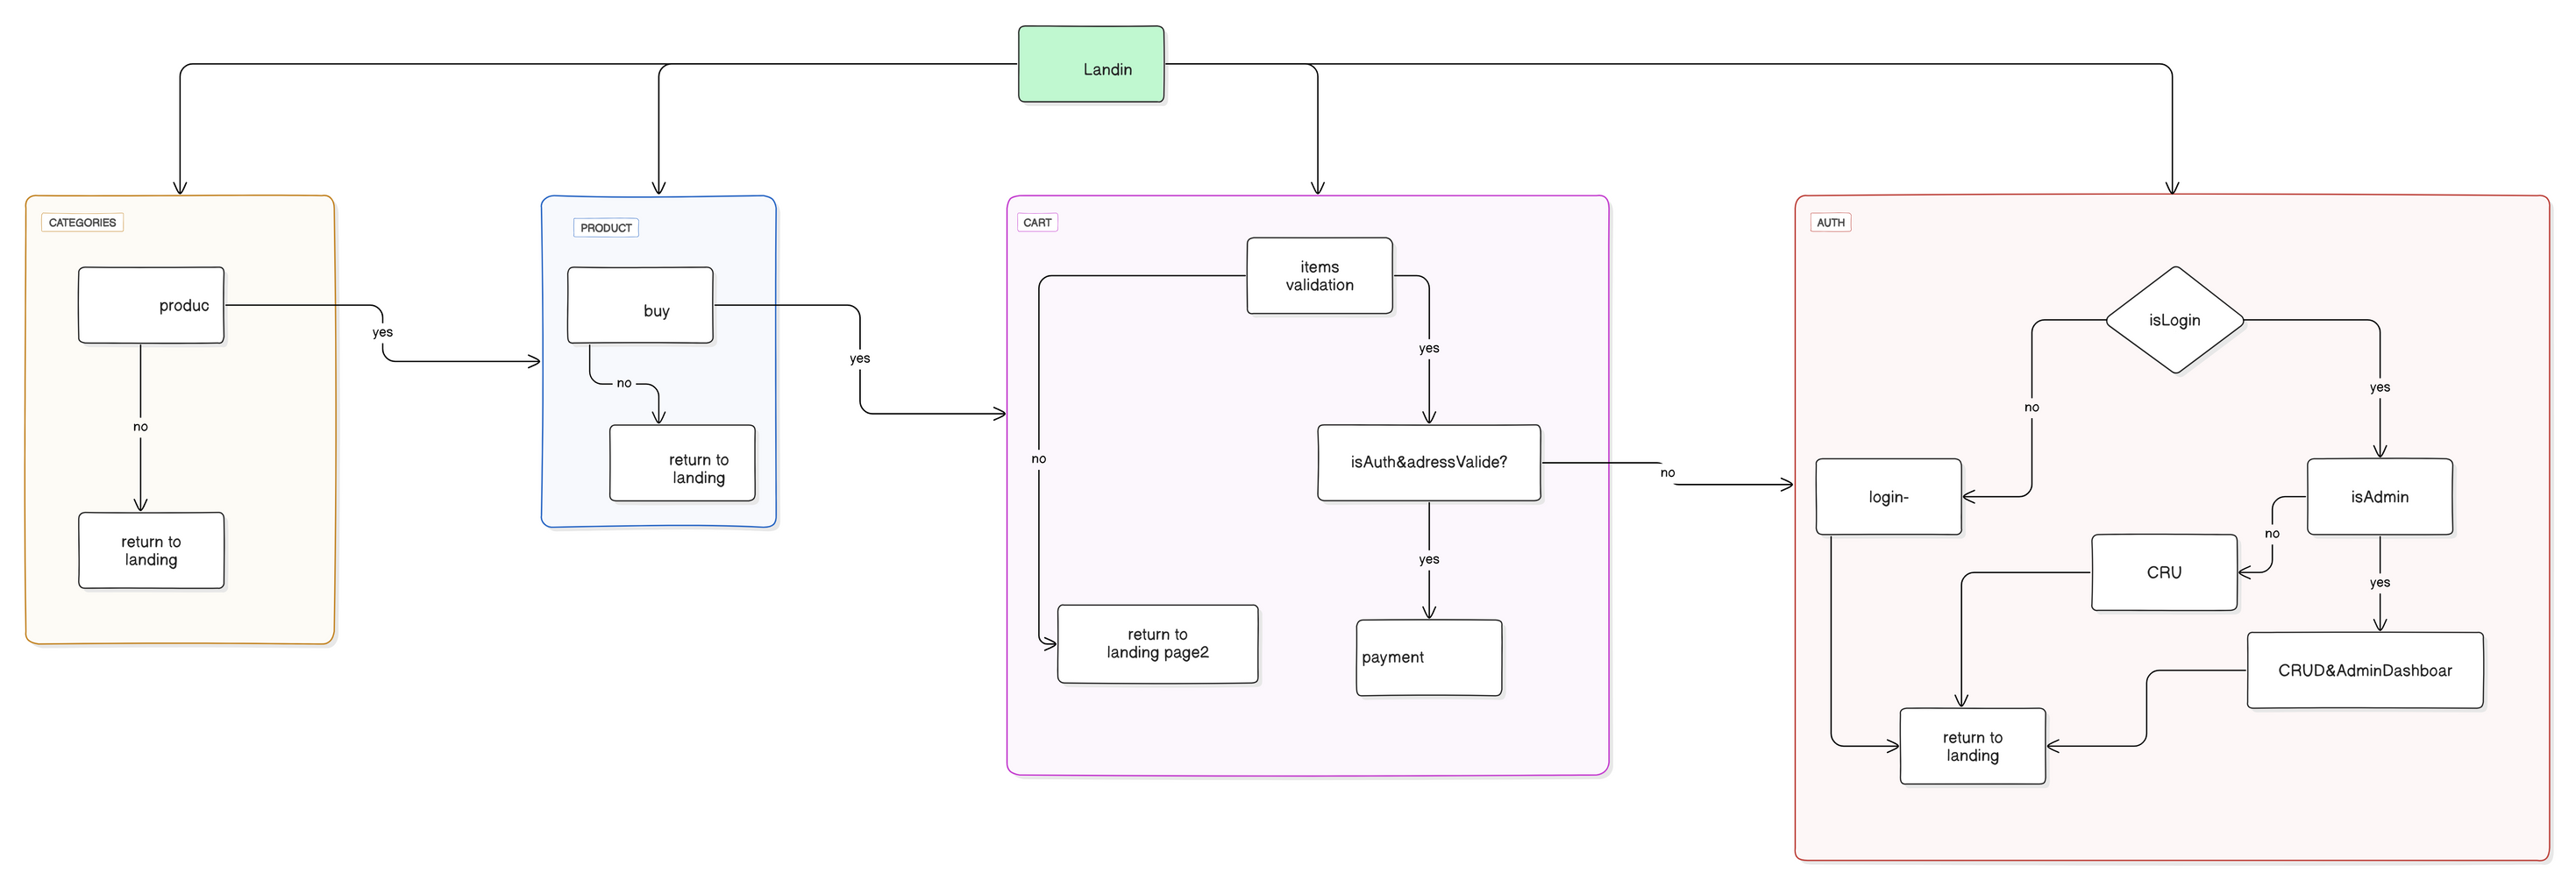 Landin
CATEGORIES
produc
yes
no
return to
landing
PRODUCT
buy
yes
no
return to
landing
CART
items
validation
no
yes
isAuth&adressValide?
no
yes
return to
landing page2
payment
AUTH
isLogin
no
yes
login-
isAdmin
no
yes
CRU
CRUD&AdminDashboar
return to
landing